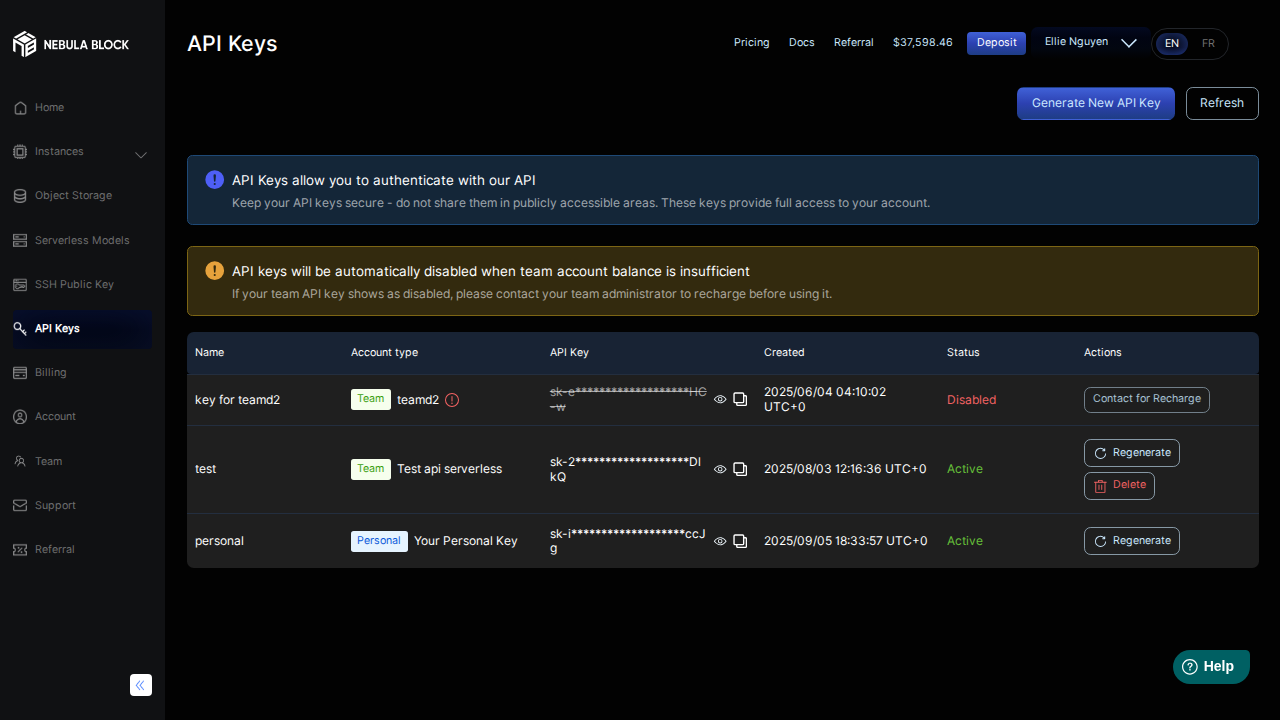 NEBULA BLOCK
API Keys
Pricing
Docs
Referral
$37,598.46
Deposit
Ellie Nguyen
EN
FR
Home
Instances
Object Storage
Serverless Models
SSH Public Key
API Keys
Billing
Account
Team
Support
Referral
Generate New API Key
Refresh
API Keys allow you to authenticate with our API
Keep your API keys secure - do not share them in publicly accessible areas. These keys provide full access to your account.
API keys will be automatically disabled when team account balance is insufficient
If your team API key shows as disabled, please contact your team administrator to recharge before using it.
Name Account type API Key Created Status Actions
key for teamd2
Team teamd2
sk-e*******************HC
-w
2025/06/04 04:10:02
UTC+0
Disabled
Contact for Recharge
test
Team Test api serverless
sk-2*******************DI
kQ
2025/08/03 12:16:36 UTC+0
Active
Regenerate
Delete
personal
Personal Your Personal Key
sk-i*******************ccJ
g
2025/09/05 18:33:57 UTC+0
Active
Regenerate
Help